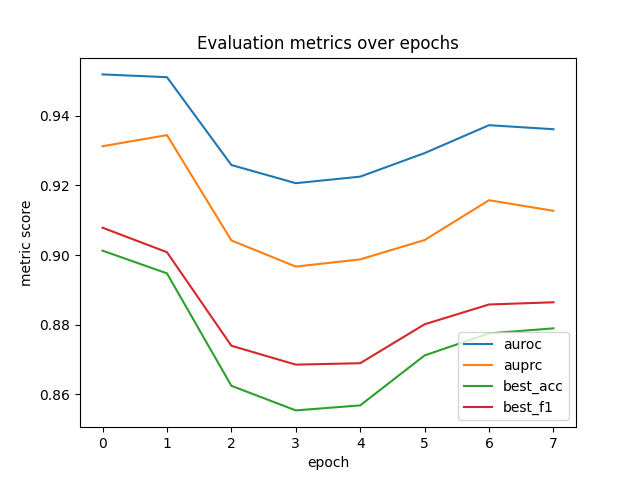 Evaluation metrics over epochs
metric score
0.94
0.92
0.90
0.88
0.86
auroc
auprc
best_acc
best_f1
0 1 2 3 4 5 6 7
epoch